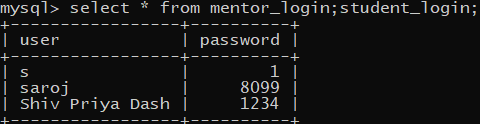 mysql> select * from mentor_login;student_login;
+------------------+----------+
| user             | password |
+------------------+----------+
| s                |        1 |
| saroj            |     8099 |
| Shiv Priya Dash  |     1234 |
+------------------+----------+